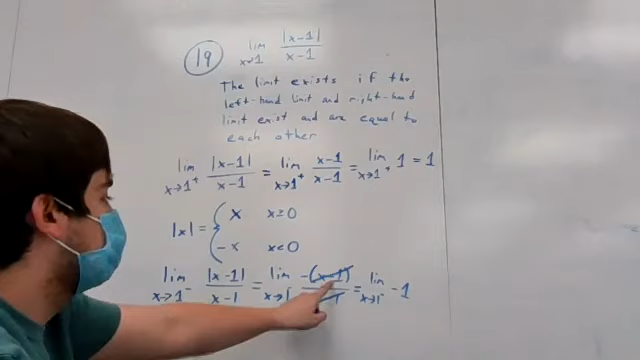 19 lim x→1 |x-1| / x-1
The limit exists if the
left-hand limit and right-hand
limit exist and are equal to
each other
lim x→1+ |x-1| / x-1 = lim x→1+ x-1 / x-1 = lim x→1+ 1 = 1
|x| = { x x≥0
-x x<0
lim x→1- |x-1| / x-1 = lim x→1- -(x-1) / = lim x→1- -1